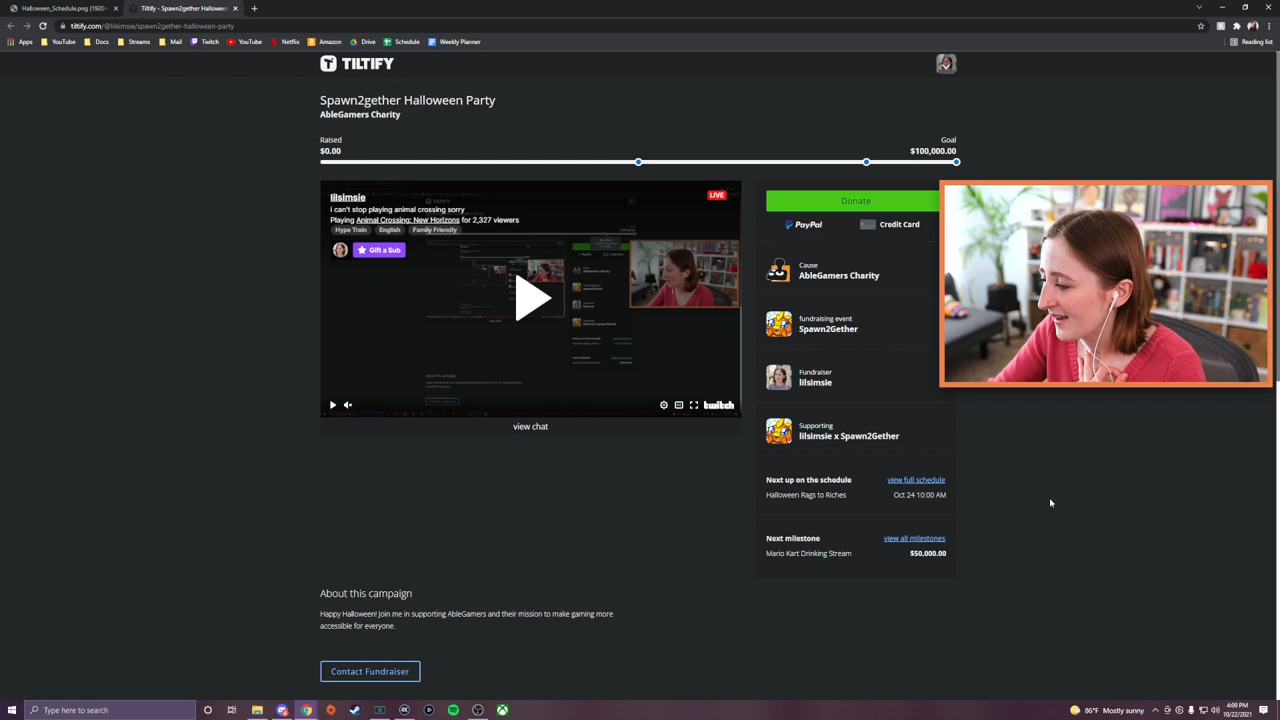 Halloween_Schedule.png (1920×
Tiltify - Spawn2gether Hallowee
tiltify.com/@lilsimsie/spawn2gether-halloween-party
Apps YouTube Docs Streams Mail Twitch YouTube Netflix Amazon Drive Schedule Weekly Planner Reading list
TILTIFY
Spawn2gether Halloween Party
AbleGamers Charity
Raised Goal
$0.00 $100,000.00
lilsimsie LIVE
i can't stop playing animal crossing sorry
Playing Animal Crossing: New Horizons for 2,327 viewers
Hype Train English Family Friendly
Gift a Sub
twitch
view chat
Donate
PayPal Credit Card
Cause
AbleGamers Charity
fundraising event
Spawn2Gether
Fundraiser
lilsimsie
Supporting
lilsimsie x Spawn2Gether
Next up on the schedule view full schedule
Halloween Rags to Riches Oct 24 10:00 AM
Next milestone view all milestones
Mario Kart Drinking Stream $50,000.00
About this campaign
Happy Halloween! Join me in supporting AbleGamers and their mission to make gaming more
accessible for everyone.
Contact Fundraiser
Type here to search
86°F Mostly sunny
4:09 PM
10/22/2021